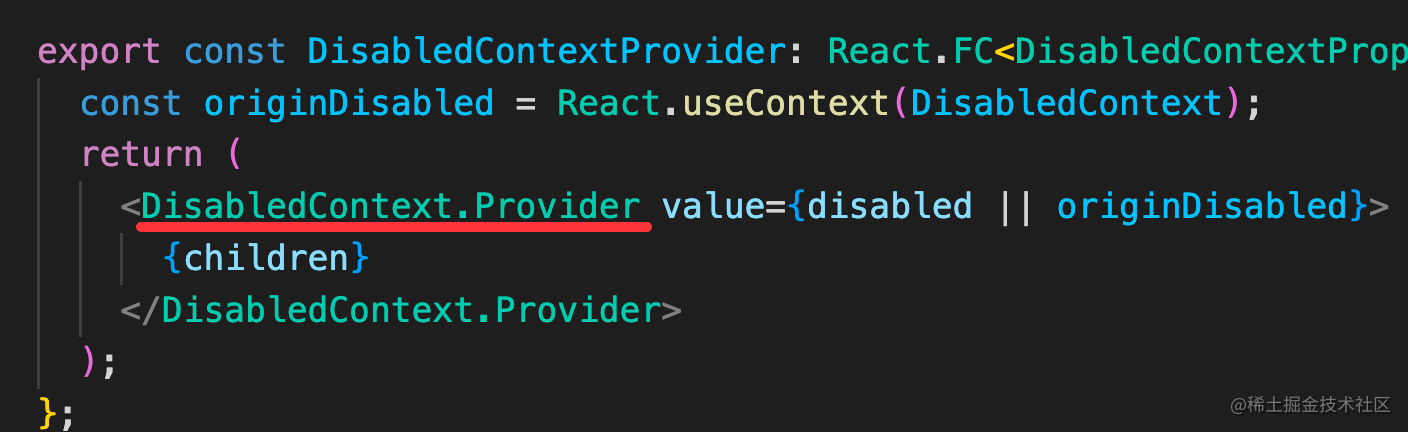 export const DisabledContextProvider: React.FC<DisabledContextProp
const originDisabled = React.useContext(DisabledContext);
return (
<DisabledContext.Provider value={disabled || originDisabled}>
{children}
</DisabledContext.Provider>
);
};
@稀土掘金技术社区